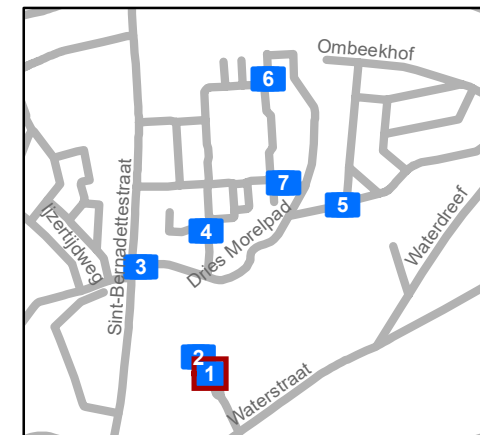 Ombeekhof
6
7
5
4
Dries Morelpad
Waterdreef
IJzertijdweg
Sint-Bernadettestraat
3
2
1
Waterstraat